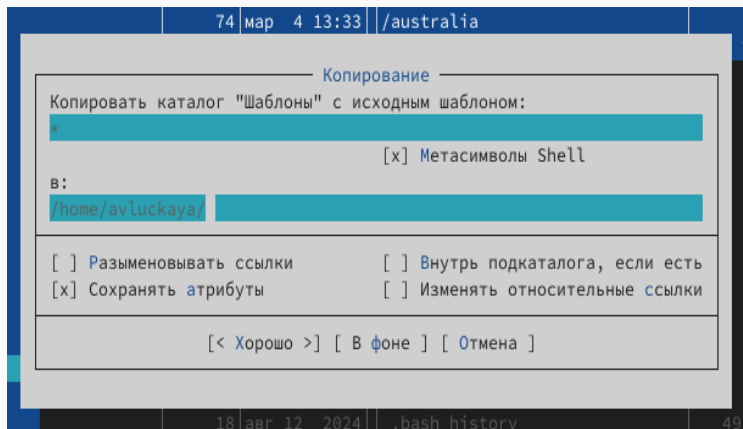 74 мар 4 13:33 /australia
Копирование
Копировать каталог "Шаблоны" с исходным шаблоном:
*
[x] Метасимволы Shell
в:
/home/avluckaya/
[ ] Разыменовывать ссылки [ ] Внутрь подкаталога, если есть
[x] Сохранять атрибуты [ ] Изменять относительные ссылки
[< Хорошо >] [ В фоне ] [ Отмена ]
18 авг 12 2024 .bash_history 49